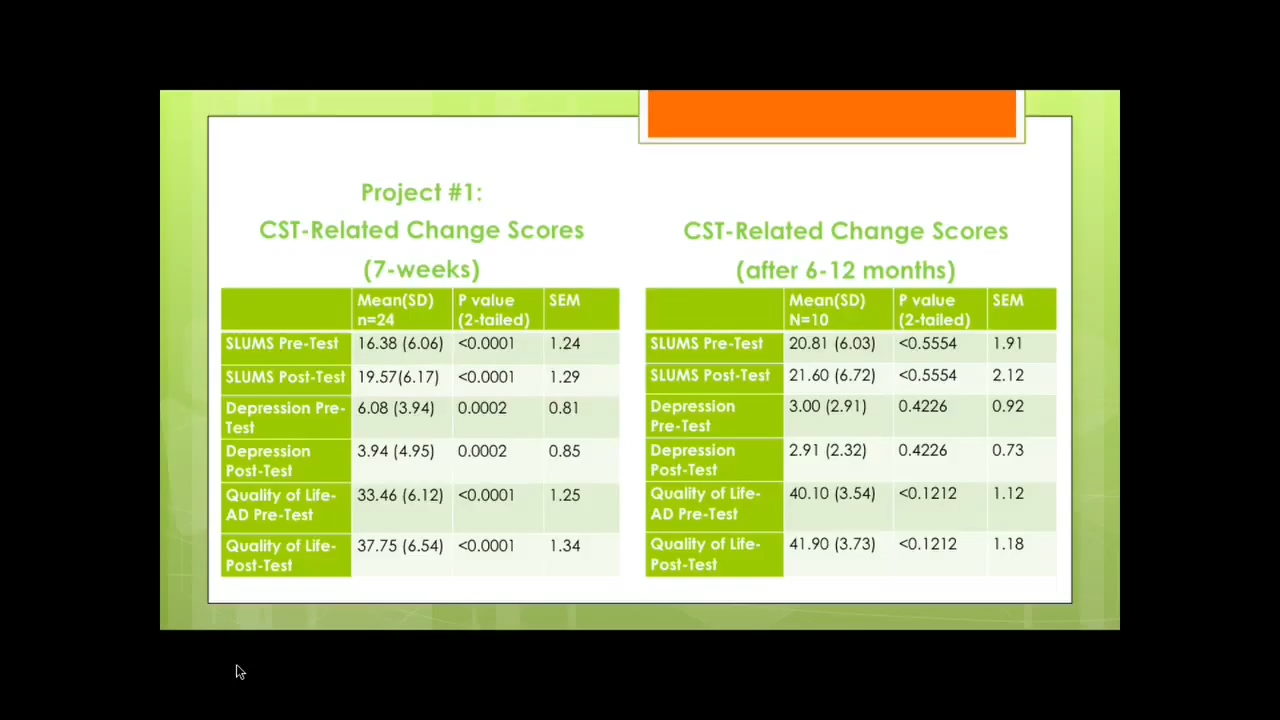 Project #1:
CST-Related Change Scores
(7-weeks)
Mean(SD) P value SEM
n=24 (2-tailed)
SLUMS Pre-Test 16.38 (6.06) <0.0001 1.24
SLUMS Post-Test 19.57(6.17) <0.0001 1.29
Depression Pre- 6.08 (3.94) 0.0002 0.81
Test
Depression 3.94 (4.95) 0.0002 0.85
Post-Test
Quality of Life- 33.46 (6.12) <0.0001 1.25
AD Pre-Test
Quality of Life- 37.75 (6.54) <0.0001 1.34
Post-Test
CST-Related Change Scores
(after 6-12 months)
Mean(SD) P value SEM
N=10 (2-tailed)
SLUMS Pre-Test 20.81 (6.03) <0.5554 1.91
SLUMS Post-Test 21.60 (6.72) <0.5554 2.12
Depression 3.00 (2.91) 0.4226 0.92
Pre-Test
Depression 2.91 (2.32) 0.4226 0.73
Post-Test
Quality of Life- 40.10 (3.54) <0.1212 1.12
AD Pre-Test
Quality of Life- 41.90 (3.73) <0.1212 1.18
Post-Test